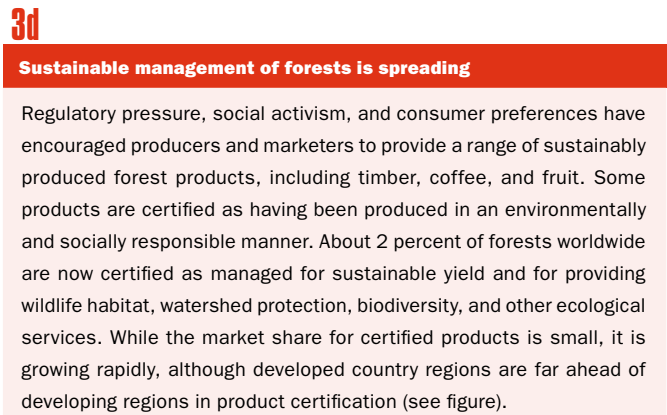 3d
Sustainable management of forests is spreading
Regulatory pressure, social activism, and consumer preferences have
encouraged producers and marketers to provide a range of sustainably
produced forest products, including timber, coffee, and fruit. Some
products are certified as having been produced in an environmentally
and socially responsible manner. About 2 percent of forests worldwide
are now certified as managed for sustainable yield and for providing
wildlife habitat, watershed protection, biodiversity, and other ecological
services. While the market share for certified products is small, it is
growing rapidly, although developed country regions are far ahead of
developing regions in product certification (see figure).